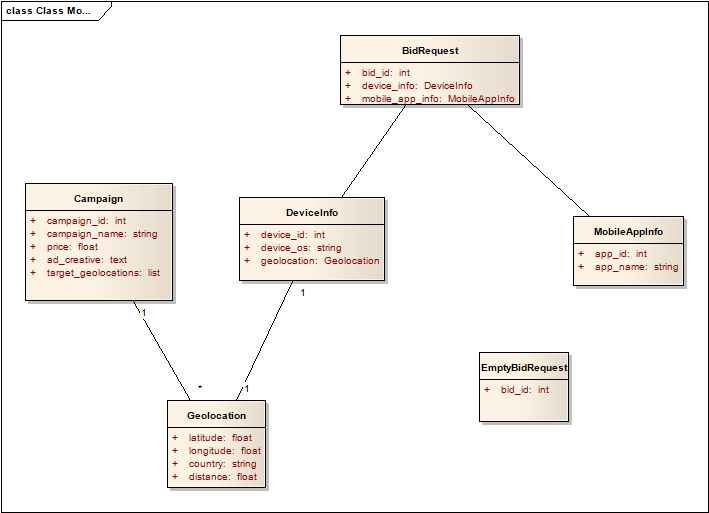 class Class Mo...
BidRequest
+ bid_id: int
+ device_info: DeviceInfo
+ mobile_app_info: MobileAppInfo
Campaign
+ campaign_id: int
+ campaign_name: string
+ price: float
+ ad_creative: text
+ target_geolocations: list
DeviceInfo
+ device_id: int
+ device_os: string
+ geolocation: Geolocation
MobileAppInfo
+ app_id: int
+ app_name: string
1
1
*
1
EmptyBidRequest
+ bid_id: int
Geolocation
+ latitude: float
+ longitude: float
+ country: string
+ distance: float